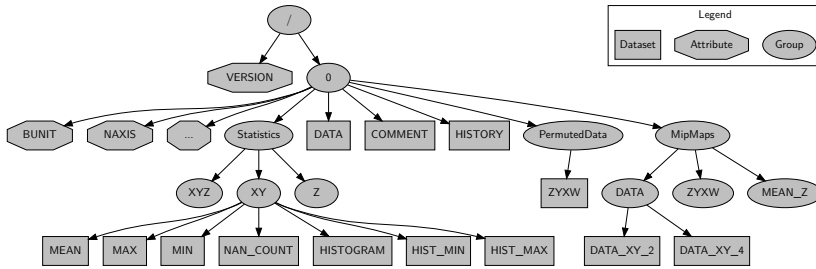 /
Legend
Dataset Attribute Group
VERSION 0
BUNIT NAXIS ... Statistics DATA COMMENT HISTORY PermutedData MipMaps
XYZ XY Z ZYXW DATA ZYXW MEAN_Z
MEAN MAX MIN NAN_COUNT HISTOGRAM HIST_MIN HIST_MAX DATA_XY_2 DATA_XY_4